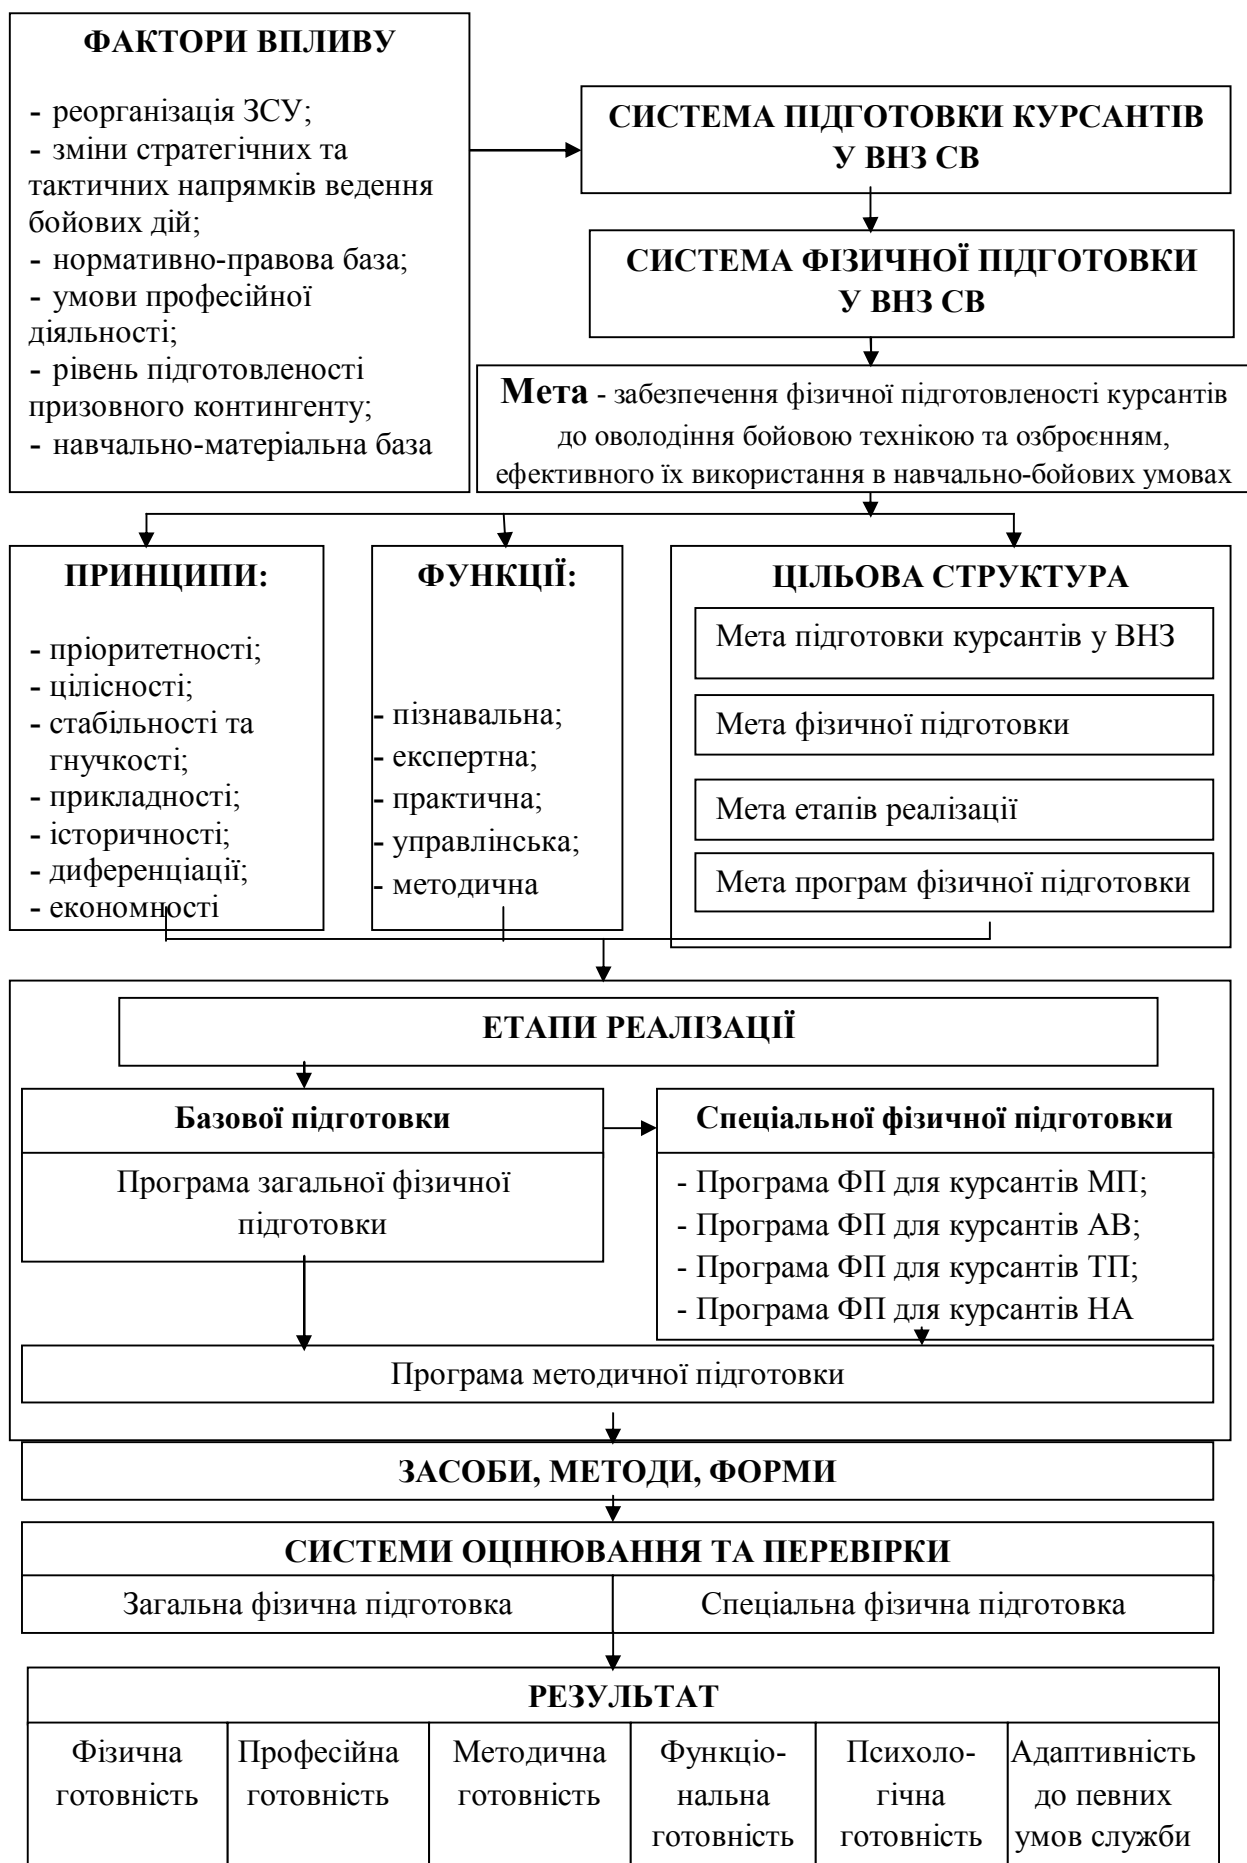 ФАКТОРИ ВПЛИВУ
- реорганізація ЗСУ;
- зміни стратегічних та
тактичних напрямків ведення
бойових дій;
- нормативно-правова база;
- умови професійної
діяльності;
- рівень підготовленості
призовного контингенту;
- навчально-матеріальна база
СИСТЕМА ПІДГОТОВКИ КУРСАНТІВ
У ВНЗ СВ
СИСТЕМА ФІЗИЧНОЇ ПІДГОТОВКИ
У ВНЗ СВ
Мета - забезпечення фізичної підготовленості курсантів
до оволодіння бойовою технікою та озброєнням,
ефективного їх використання в навчально-бойових умовах
ПРИНЦИПИ:
- пріоритетності;
- цілісності;
- стабільності та
гнучкості;
- прикладності;
- історичності;
- диференціації;
- економності
ФУНКЦІЇ:
- пізнавальна;
- експертна;
- практична;
- управлінська;
- методична
ЦІЛЬОВА СТРУКТУРА
Мета підготовки курсантів у ВНЗ
Мета фізичної підготовки
Мета етапів реалізації
Мета програм фізичної підготовки
ЕТАПИ РЕАЛІЗАЦІЇ
Базової підготовки
Програма загальної фізичної
підготовки
Спеціальної фізичної підготовки
- Програма ФП для курсантів МП;
- Програма ФП для курсантів АВ;
- Програма ФП для курсантів ТП;
- Програма ФП для курсантів НА
Програма методичної підготовки
ЗАСОБИ, МЕТОДИ, ФОРМИ
СИСТЕМИ ОЦІНЮВАННЯ ТА ПЕРЕВІРКИ
Загальна фізична підготовка
Спеціальна фізична підготовка
РЕЗУЛЬТАТ
Фізична
готовність
Професійна
готовність
Методична
готовність
Функціо-
нальна
готовність
Психоло-
гічна
готовність
Адаптивність
до певних
умов служби